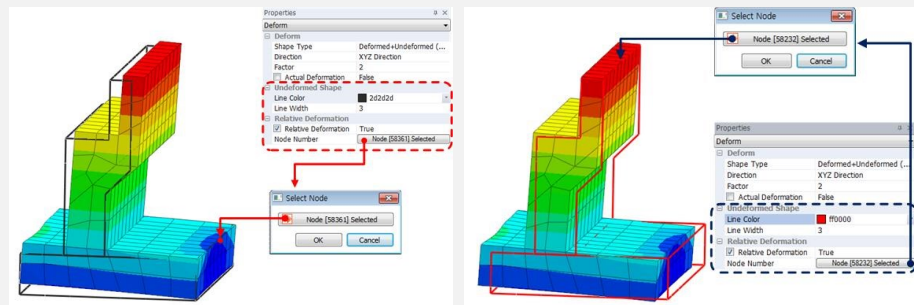 Properties
Deform
Deform
Shape Type Deformed+Undeformed (...
Direction XYZ Direction
Factor 2
Actual Deformation False
Undeformed Shape
Line Color 2d2d2d
Line Width 3
Relative Deformation
Relative Deformation True
Node Number Node [58361] Selected
Select Node
Node [58361] Selected
OK Cancel
Select Node
Node [58232] Selected
OK Cancel
Properties
Deform
Deform
Shape Type Deformed+Undeformed (...
Direction XYZ Direction
Factor 2
Actual Deformation False
Undeformed Shape
Line Color ff0000
Line Width 3
Relative Deformation
Relative Deformation True
Node Number Node [58232] Selected